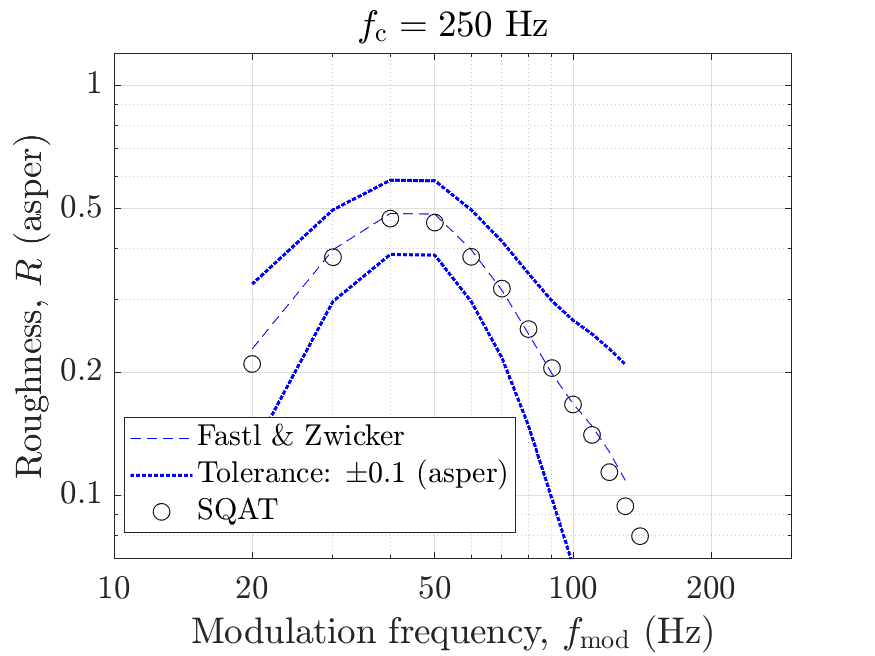 f_c = 250 Hz
Roughness, R (asper)
1
0.5
0.2
0.1
Fastl & Zwicker
Tolerance: ±0.1 (asper)
SQAT
10 20 50 100 200
Modulation frequency, f_mod (Hz)